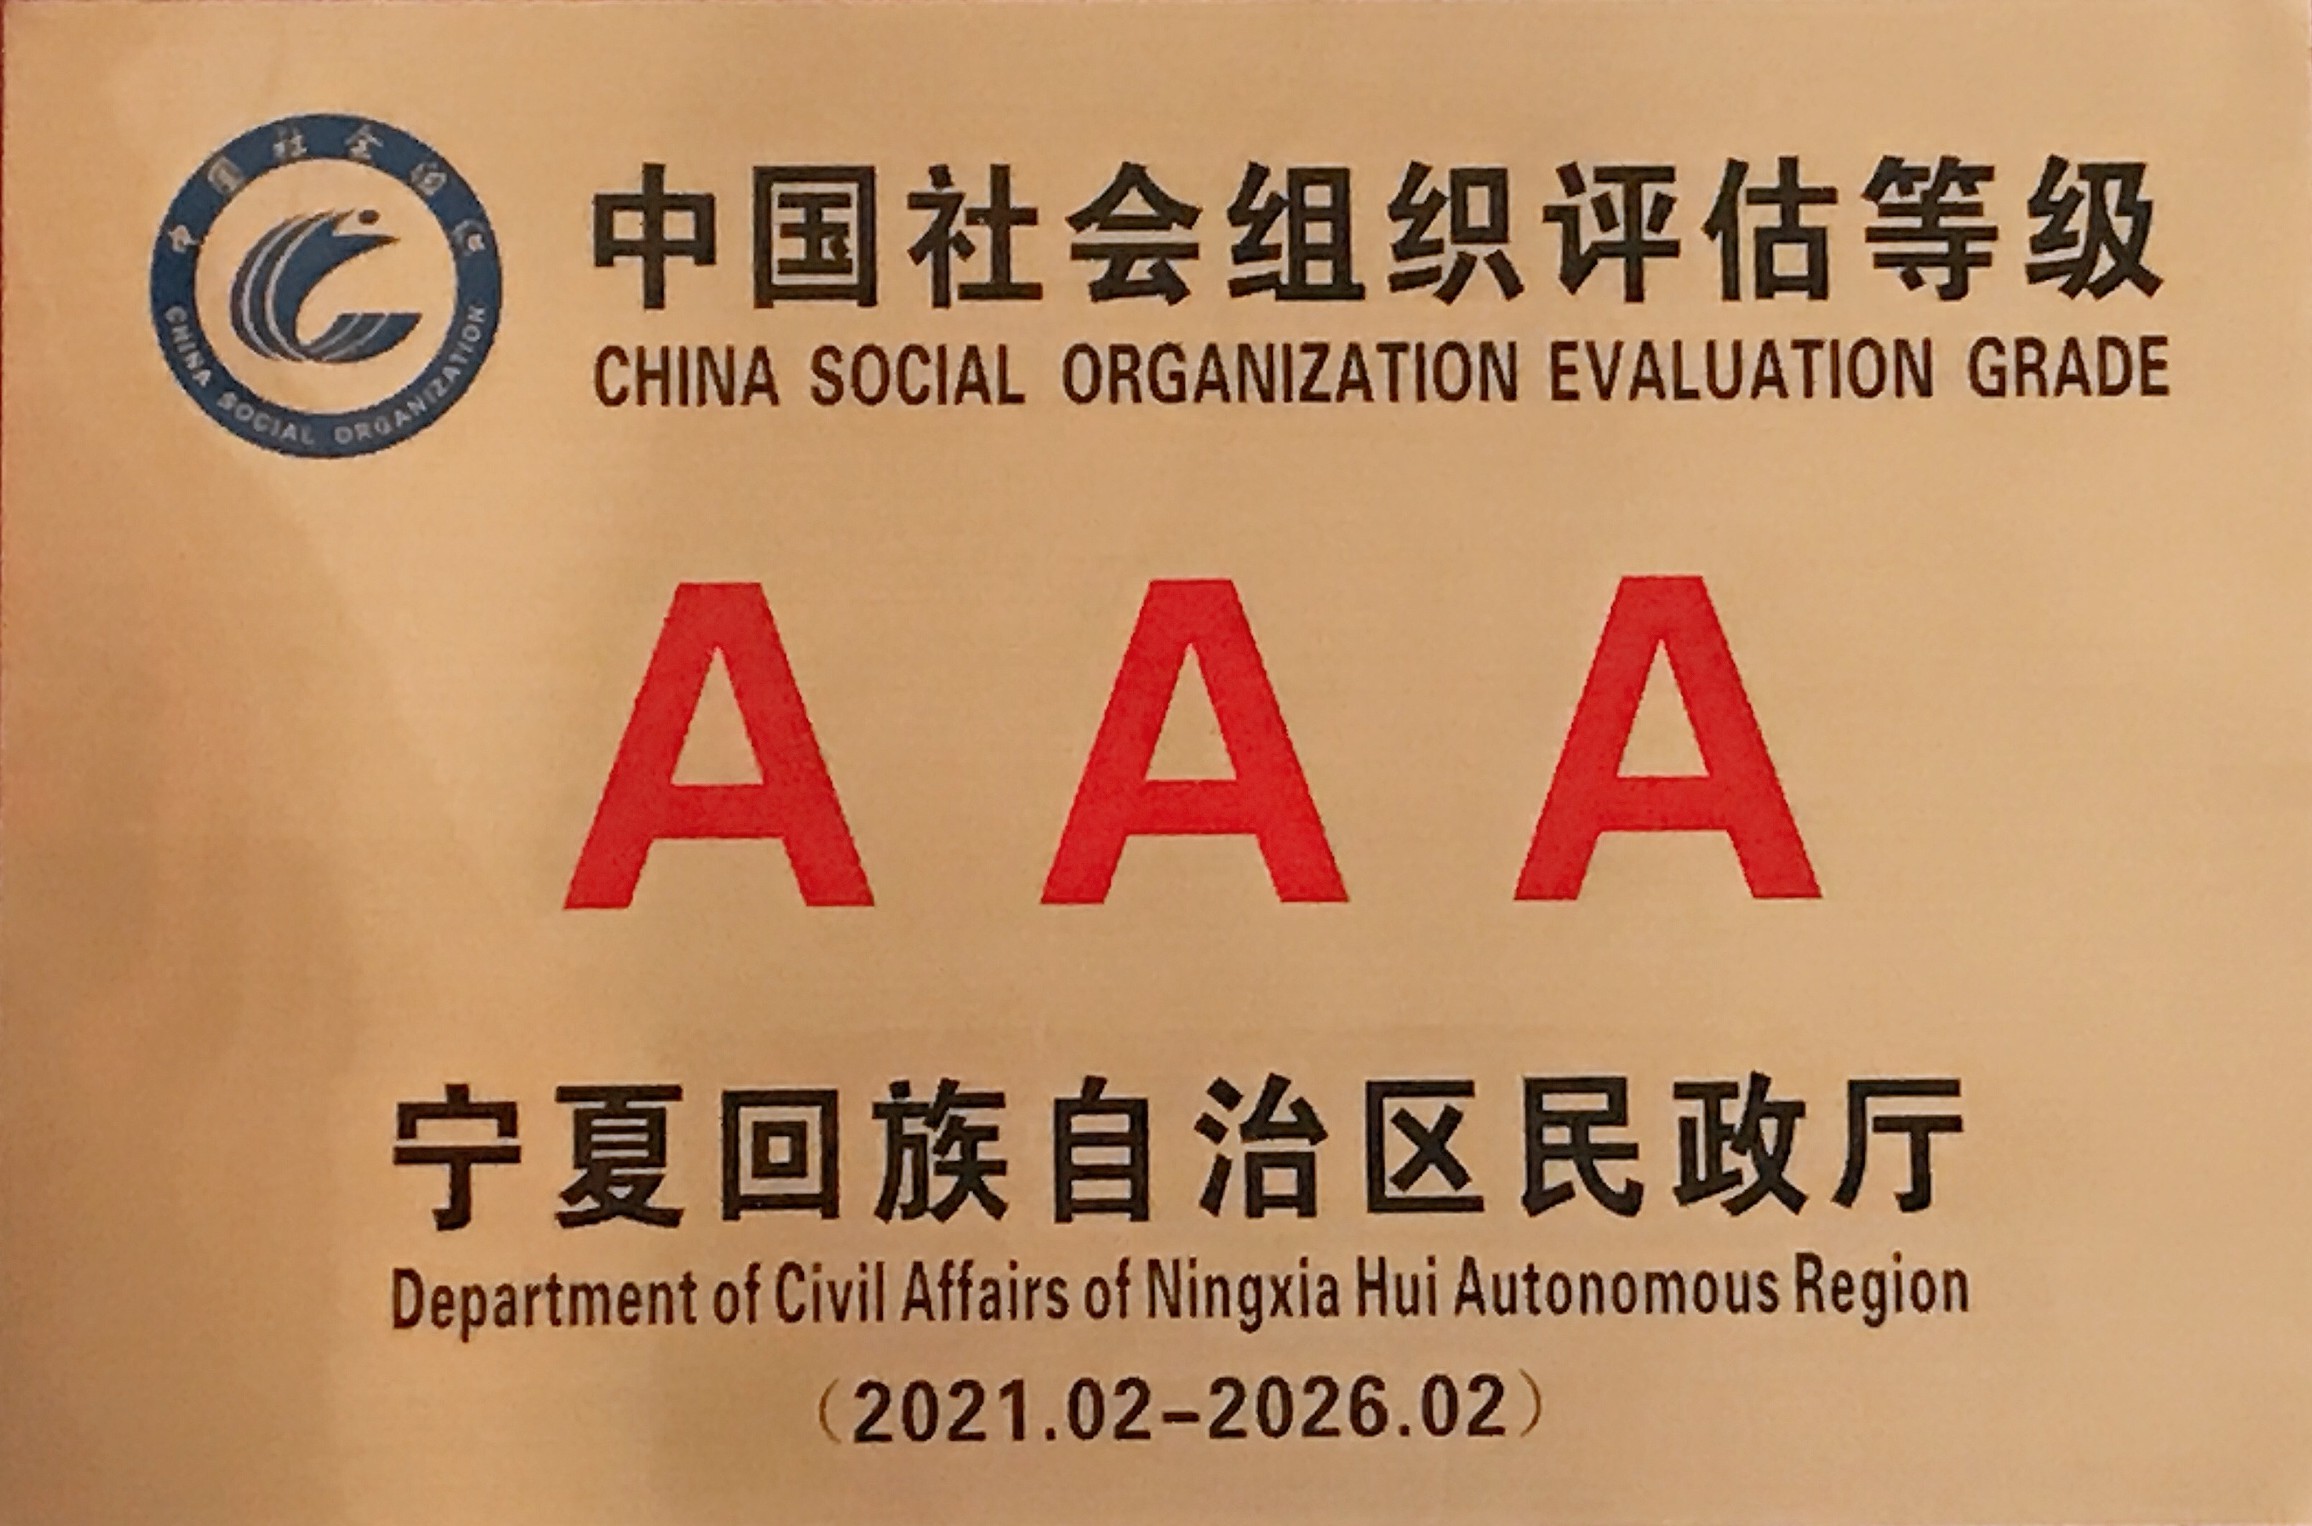 中国社会组织
CHINA SOCIAL ORGANIZATION
中国社会组织评估等级
CHINA SOCIAL ORGANIZATION EVALUATION GRADE
A A A
宁夏回族自治区民政厅
Department of Civil Affairs of Ningxia Hui Autonomous Region
（2021.02-2026.02）